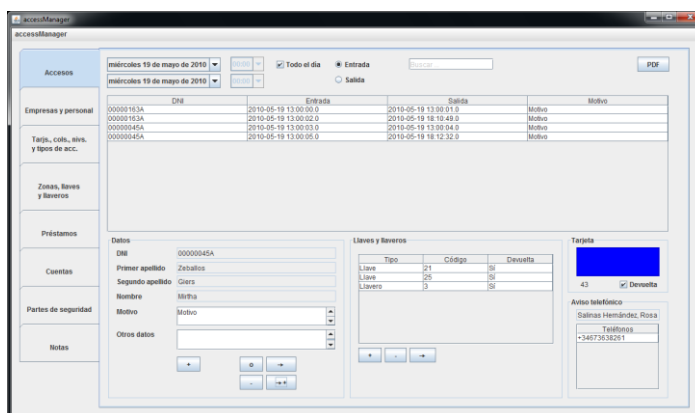 accessManager
accessManager
Accesos
Empresas y personal
Tarjs., cols., nivs.
y tipos de acc.
Zonas, llaves
y llaveros
Préstamos
Cuentas
Partes de seguridad
Notas
miércoles 19 de mayo de 2010 00:00 Todo el día Entrada Buscar... PDF
miércoles 19 de mayo de 2010 00:00 Salida
DNI Entrada Salida Motivo
00000163A 2010-05-19 13:00:00.0 2010-05-19 13:00:01.0 Motivo
00000163A 2010-05-19 13:00:02.0 2010-05-19 18:10:49.0 Motivo
00000045A 2010-05-19 13:00:03.0 2010-05-19 13:00:04.0 Motivo
00000045A 2010-05-19 13:00:05.0 2010-05-19 18:12:32.0 Motivo
Datos
DNI 00000045A
Primer apellido Zeballos
Segundo apellido Giers
Nombre Mirtha
Motivo Motivo
Otros datos
+ o →
- →+
Llaves y llaveros
Tipo Código Devuelta
Llave 21 Sí
Llave 25 Sí
Llavero 3 Sí
+ - →
Tarjeta
43 Devuelta
Aviso telefónico
Salinas Hernández, Rosa
Teléfonos
+34673638261